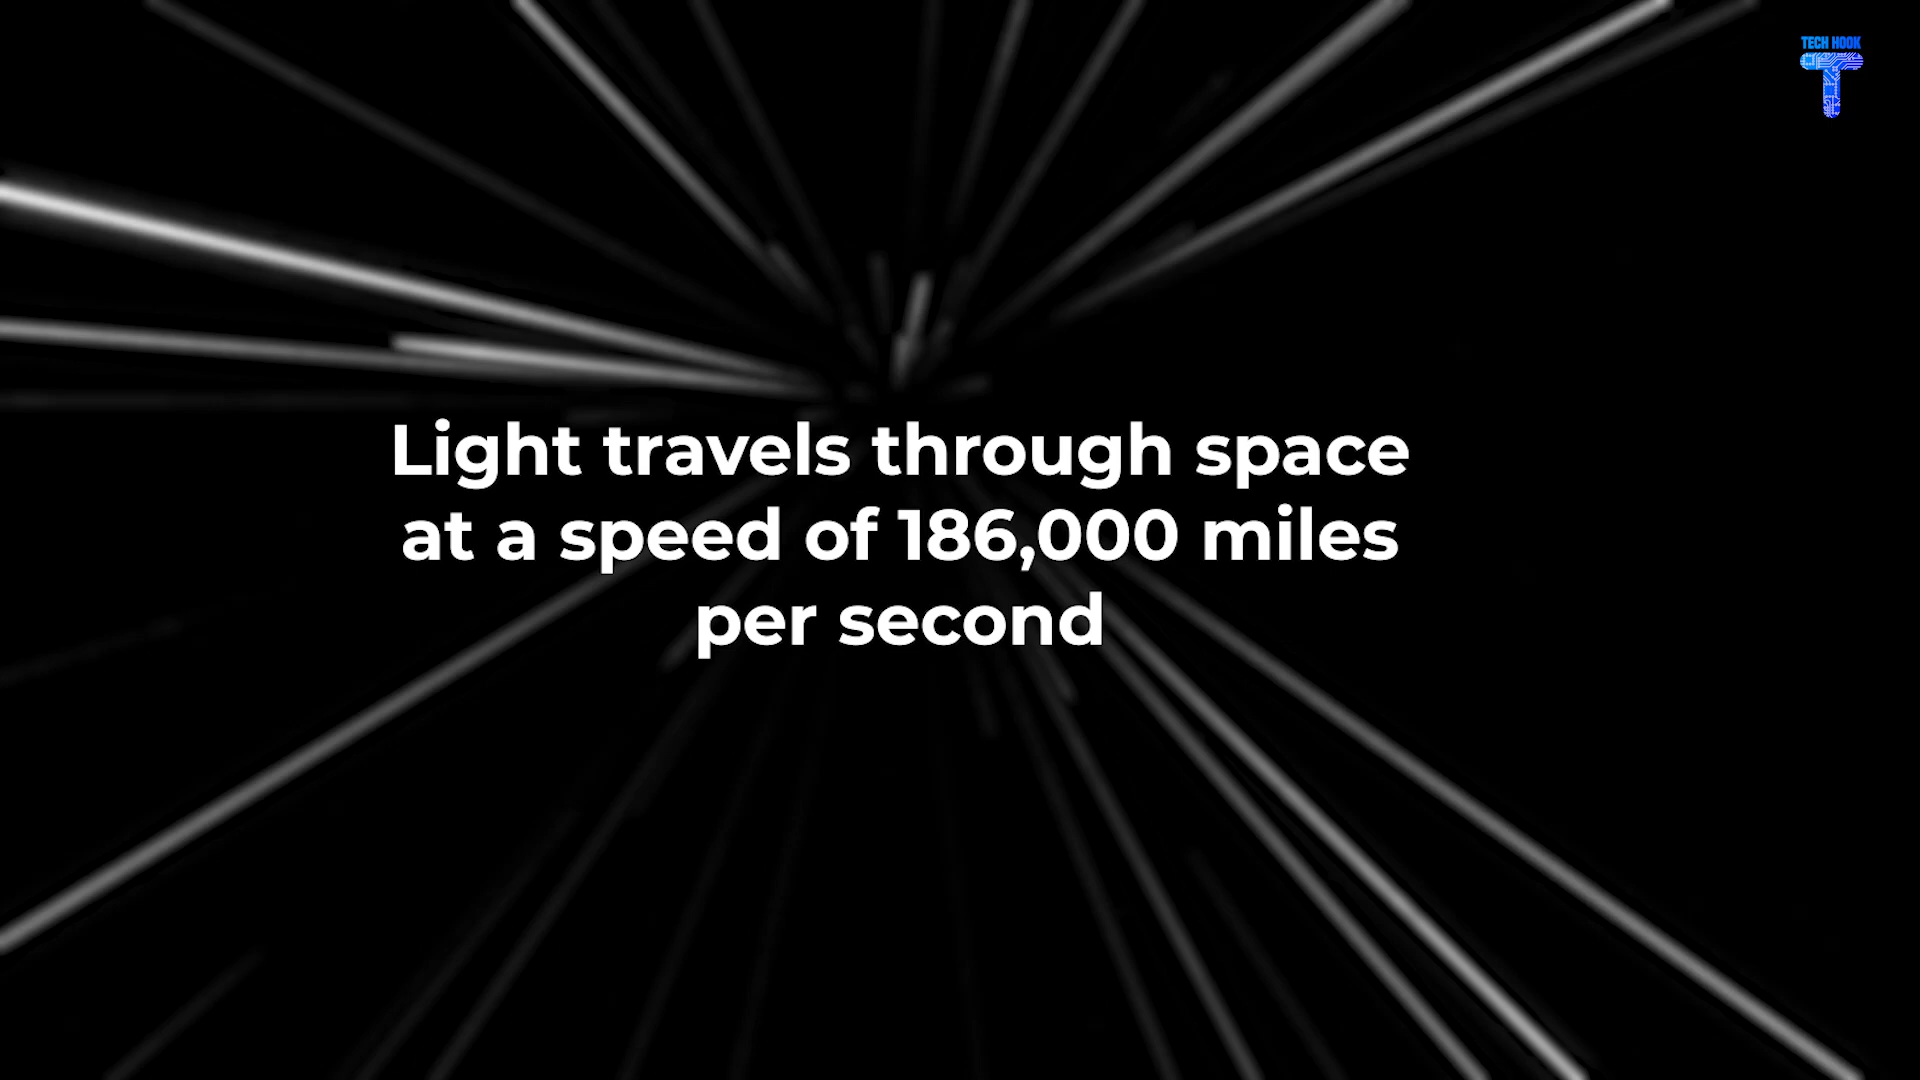 TECH HOOK
Light travels through space
at a speed of 186,000 miles
per second